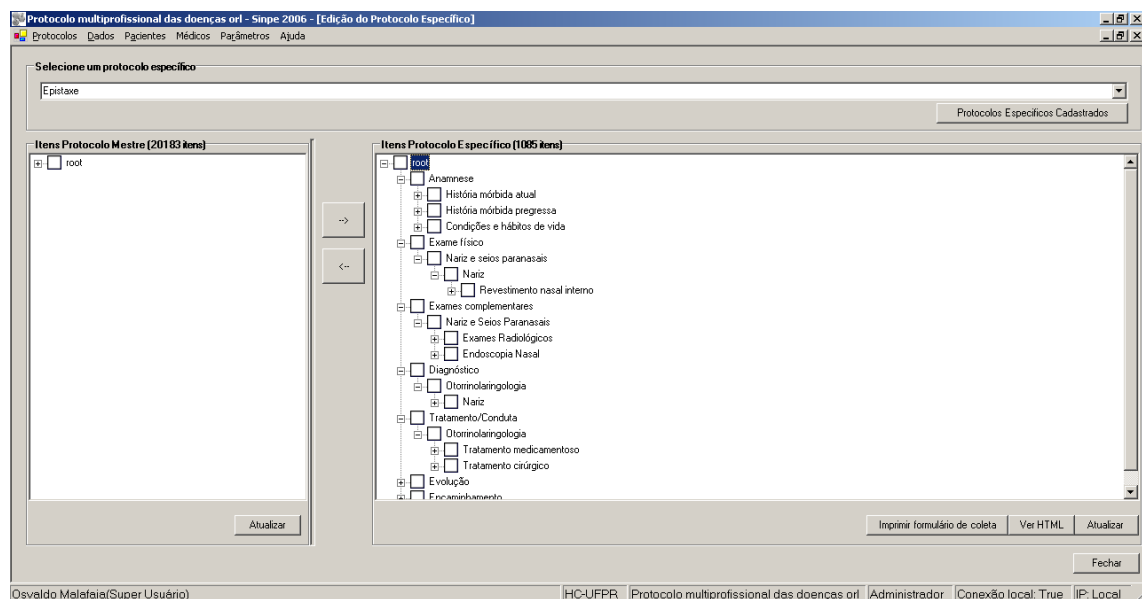 Protocolo multiprofissional das doenças orl - Sinpe 2006 - [Edição do Protocolo Específico]
Protocolos Dados Pacientes Médicos Parâmetros Ajuda
Selecione um protocolo específico
Epistaxe
Protocolos Especificos Cadastrados
Itens Protocolo Mestre (20183 itens)
root
Atualizar
-->
<--
Itens Protocolo Específico (1085 itens)
root
Anamnese
História mórbida atual
História mórbida pregressa
Condições e hábitos de vida
Exame físico
Nariz e seios paranasais
Nariz
Revestimento nasal interno
Exames complementares
Nariz e Seios Paranasais
Exames Radiológicos
Endoscopia Nasal
Diagnóstico
Otorrinolaringologia
Nariz
Tratamento/Conduta
Otorrinolaringologia
Tratamento medicamentoso
Tratamento cirúrgico
Evolução
Encaminhamento
Imprimir formulário de coleta Ver HTML Atualizar
Fechar
Osvaldo Malafaia(Super Usuário) HC-UFPR Protocolo multiprofissional das doenças orl Administrador Conexão local: True IP: Local